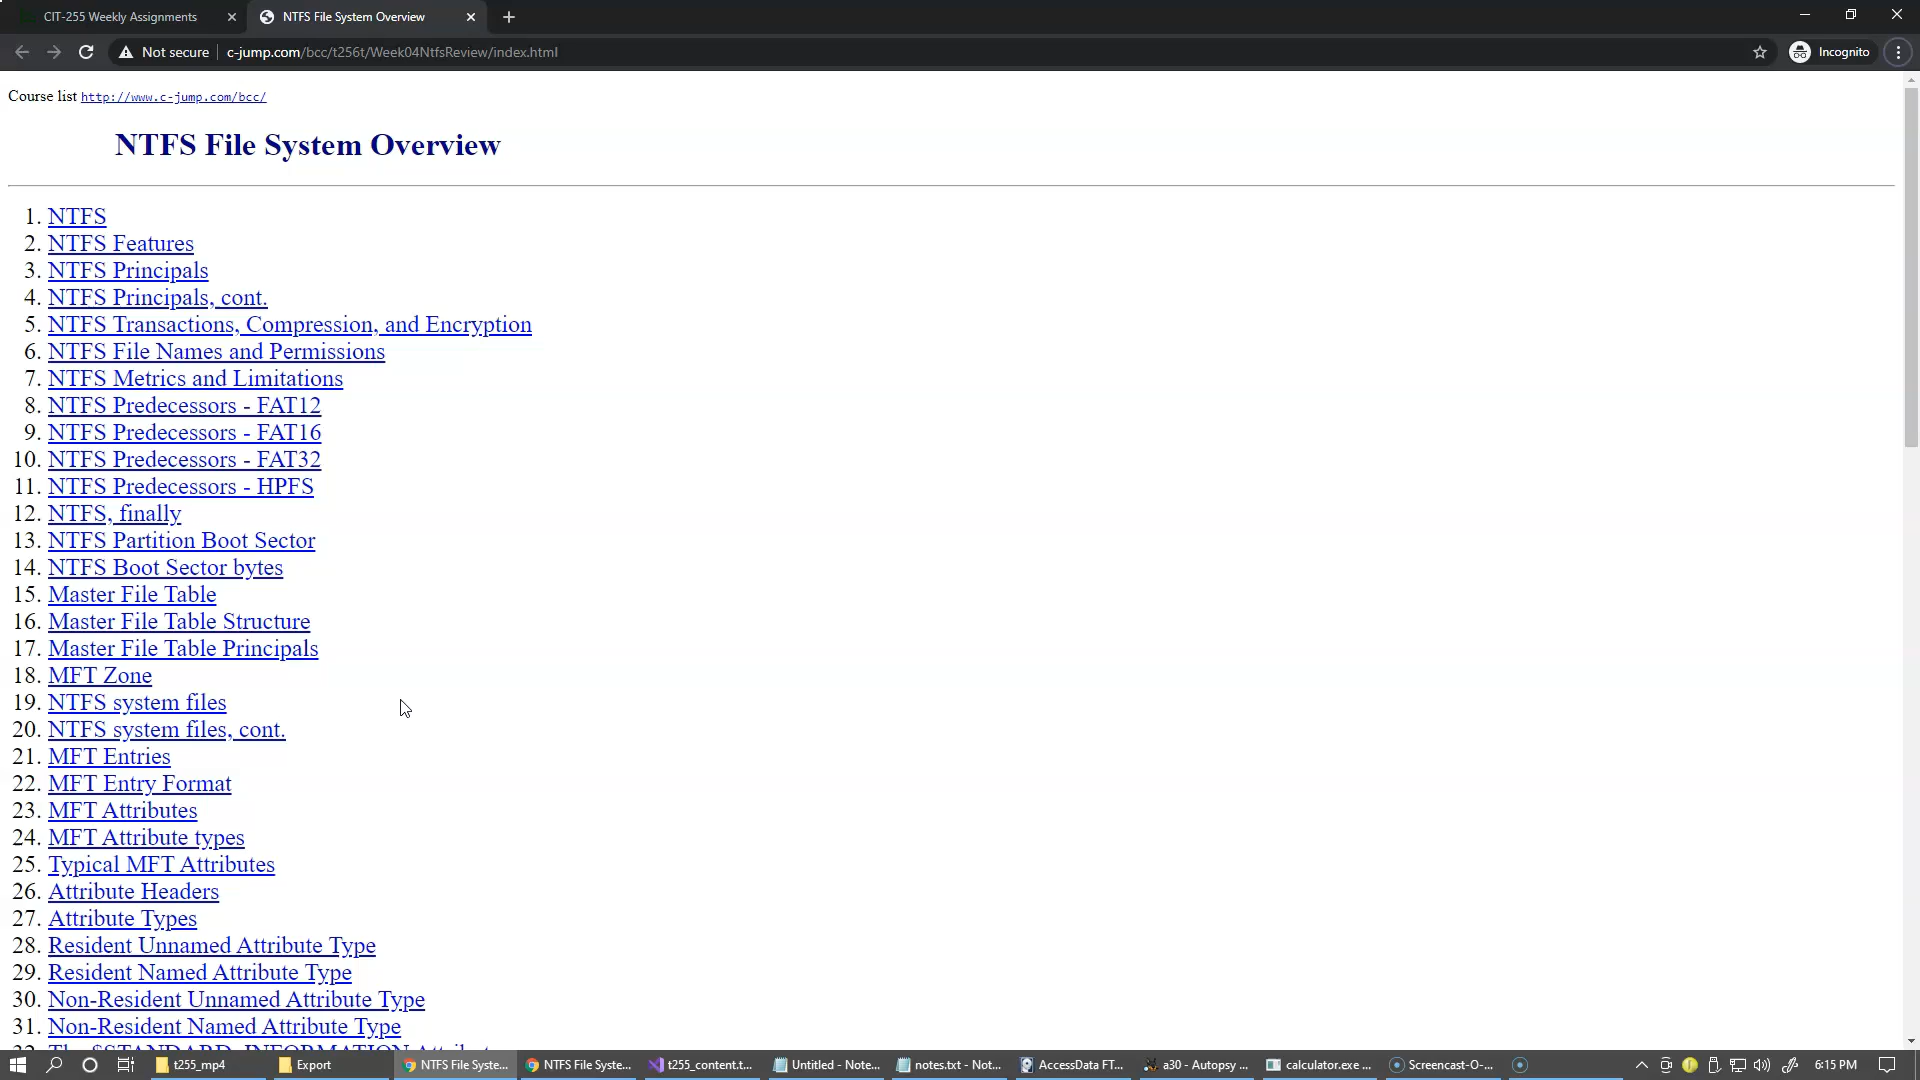 CIT-255 Weekly Assignments
NTFS File System Overview
Not secure
c-jump.com/bcc/t256t/Week04NtfsReview/index.html
Incognito
Course list http://www.c-jump.com/bcc/
NTFS File System Overview
1. NTFS
2. NTFS Features
3. NTFS Principals
4. NTFS Principals, cont.
5. NTFS Transactions, Compression, and Encryption
6. NTFS File Names and Permissions
7. NTFS Metrics and Limitations
8. NTFS Predecessors - FAT12
9. NTFS Predecessors - FAT16
10. NTFS Predecessors - FAT32
11. NTFS Predecessors - HPFS
12. NTFS, finally
13. NTFS Partition Boot Sector
14. NTFS Boot Sector bytes
15. Master File Table
16. Master File Table Structure
17. Master File Table Principals
18. MFT Zone
19. NTFS system files
20. NTFS system files, cont.
21. MFT Entries
22. MFT Entry Format
23. MFT Attributes
24. MFT Attribute types
25. Typical MFT Attributes
26. Attribute Headers
27. Attribute Types
28. Resident Unnamed Attribute Type
29. Resident Named Attribute Type
30. Non-Resident Unnamed Attribute Type
31. Non-Resident Named Attribute Type
t255_mp4
Export
NTFS File Syste...
NTFS File Syste...
t255_content.t...
Untitled - Note...
notes.txt - Not...
AccessData FT...
a30 - Autopsy ...
calculator.exe ...
Screencast-O-...
6:15 PM